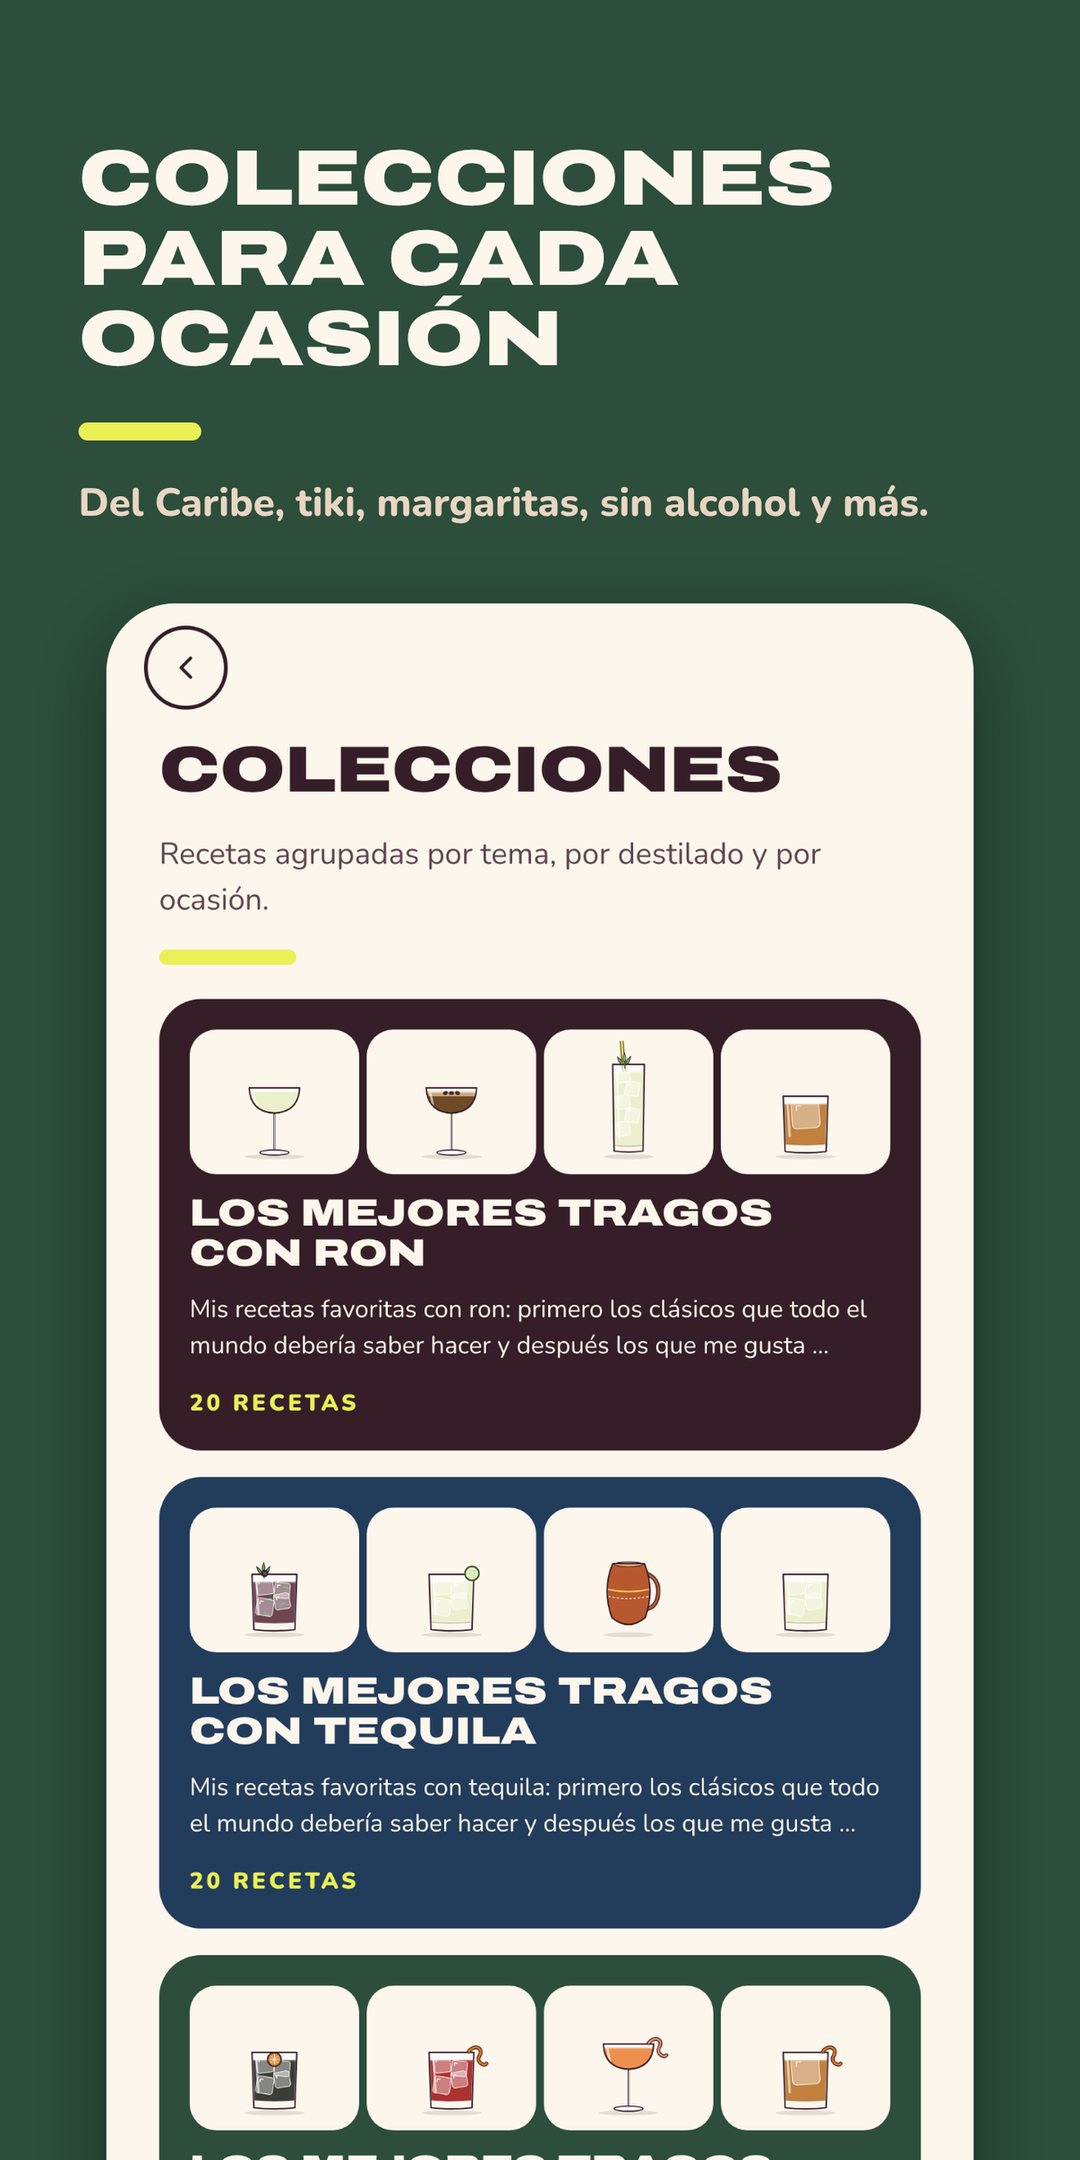 COLECCIONES
PARA CADA
OCASIÓN
Del Caribe, tiki, margaritas, sin alcohol y más.
COLECCIONES
Recetas agrupadas por tema, por destilado y por
ocasión.
LOS MEJORES TRAGOS
CON RON
Mis recetas favoritas con ron: primero los clásicos que todo el
mundo debería saber hacer y después los que me gusta ...
20 RECETAS
LOS MEJORES TRAGOS
CON TEQUILA
Mis recetas favoritas con tequila: primero los clásicos que todo
el mundo debería saber hacer y después los que me gusta ...
20 RECETAS
LOS MEJORES TRAGOS